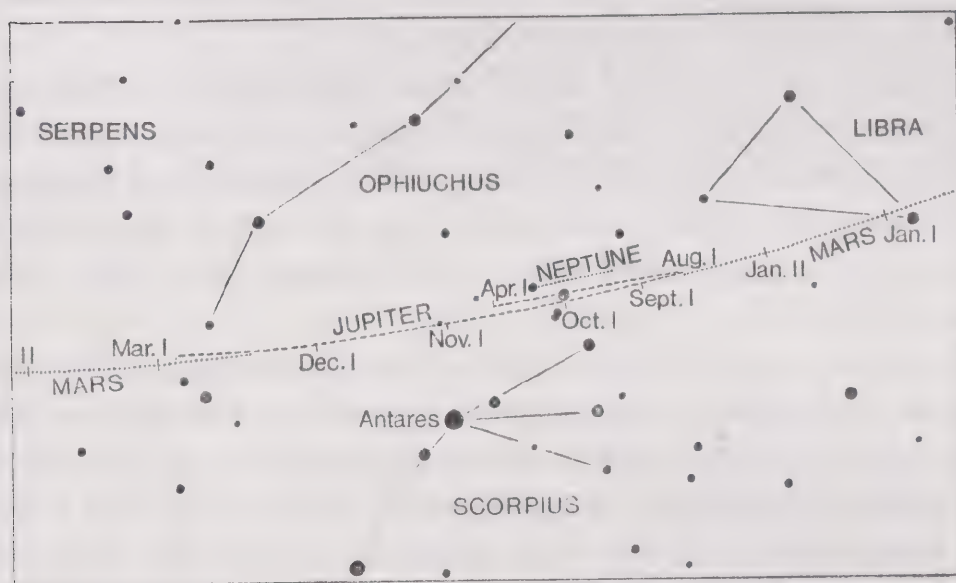 SERPENS
LIBRA
OPHIUCHUS
MARS
Jan. I
NEPTUNE
Aug. I
Jan. II
Apr. I
Sept. I
JUPITER
Oct. I
Nov. I
II
Mar. I
Dec. I
MARS
Antares
SCORPIUS